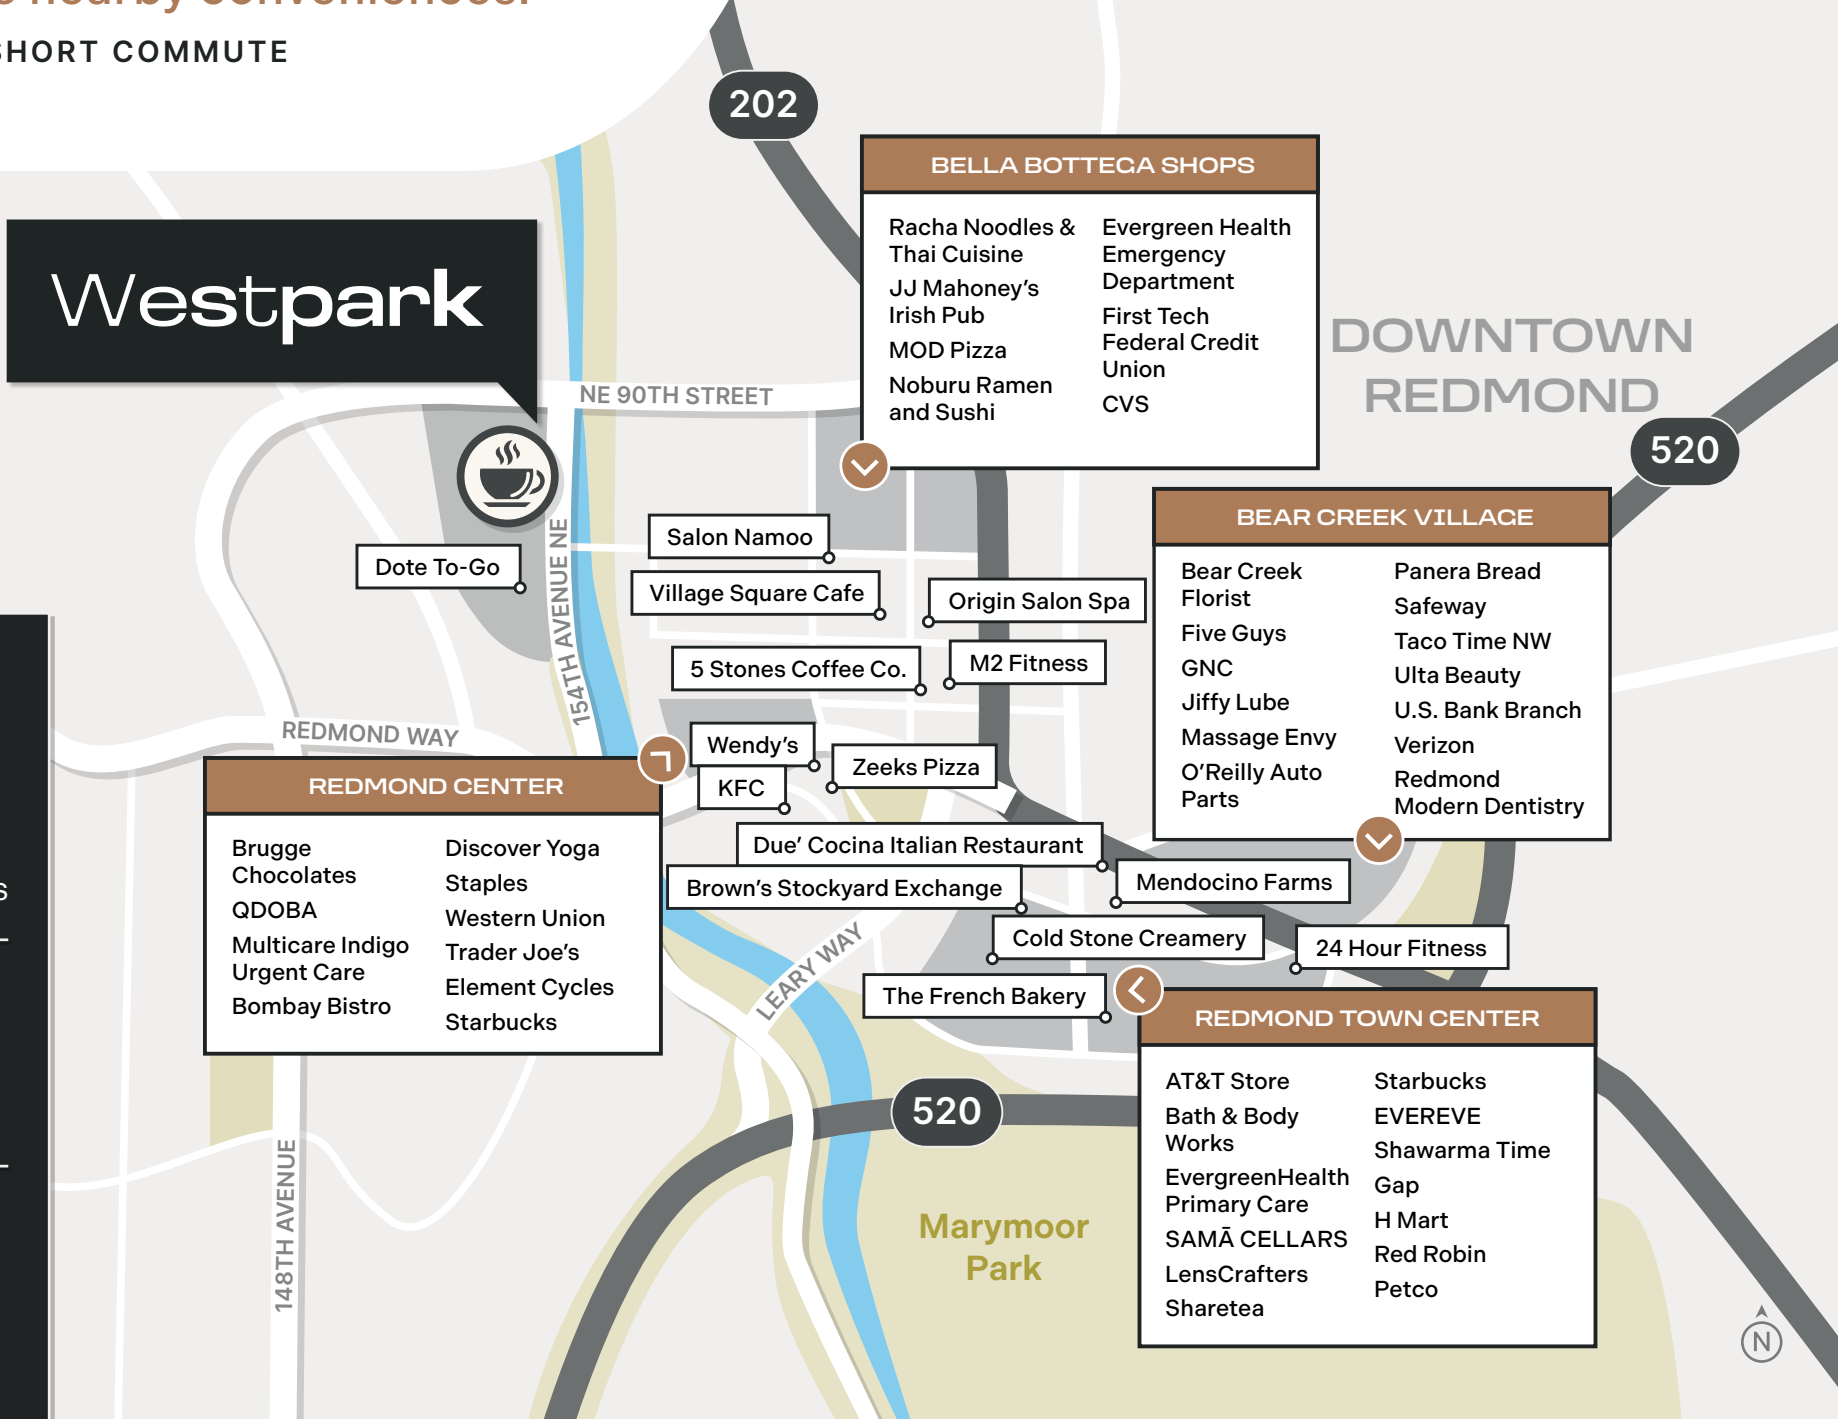 nearby conveniences.
SHORT COMMUTE
202
BELLA BOTTEGA SHOPS
Racha Noodles &
Thai Cuisine
JJ Mahoney's
Irish Pub
MOD Pizza
Noburu Ramen
and Sushi
Evergreen Health
Emergency
Department
First Tech
Federal Credit
Union
CVS
Westpark
DOWNTOWN
REDMOND
520
NE 90TH STREET
154TH AVENUE NE
Dote To-Go
Salon Namoo
Village Square Cafe
Origin Salon Spa
5 Stones Coffee Co.
M2 Fitness
BEAR CREEK VILLAGE
Bear Creek
Florist
Five Guys
GNC
Jiffy Lube
Massage Envy
O'Reilly Auto
Parts
Panera Bread
Safeway
Taco Time NW
Ulta Beauty
U.S. Bank Branch
Verizon
Redmond
Modern Dentistry
REDMOND WAY
Wendy's
KFC
Zeeks Pizza
REDMOND CENTER
Brugge
Chocolates
QDOBA
Multicare Indigo
Urgent Care
Bombay Bistro
Discover Yoga
Staples
Western Union
Trader Joe's
Element Cycles
Starbucks
Due' Cocina Italian Restaurant
Brown's Stockyard Exchange
Mendocino Farms
Cold Stone Creamery
24 Hour Fitness
The French Bakery
LEARY WAY
REDMOND TOWN CENTER
AT&T Store
Bath & Body
Works
EvergreenHealth
Primary Care
SAMĀ CELLARS
LensCrafters
Sharetea
Starbucks
EVEREVE
Shawarma Time
Gap
H Mart
Red Robin
Petco
520
148TH AVENUE
Marymoor
Park
N